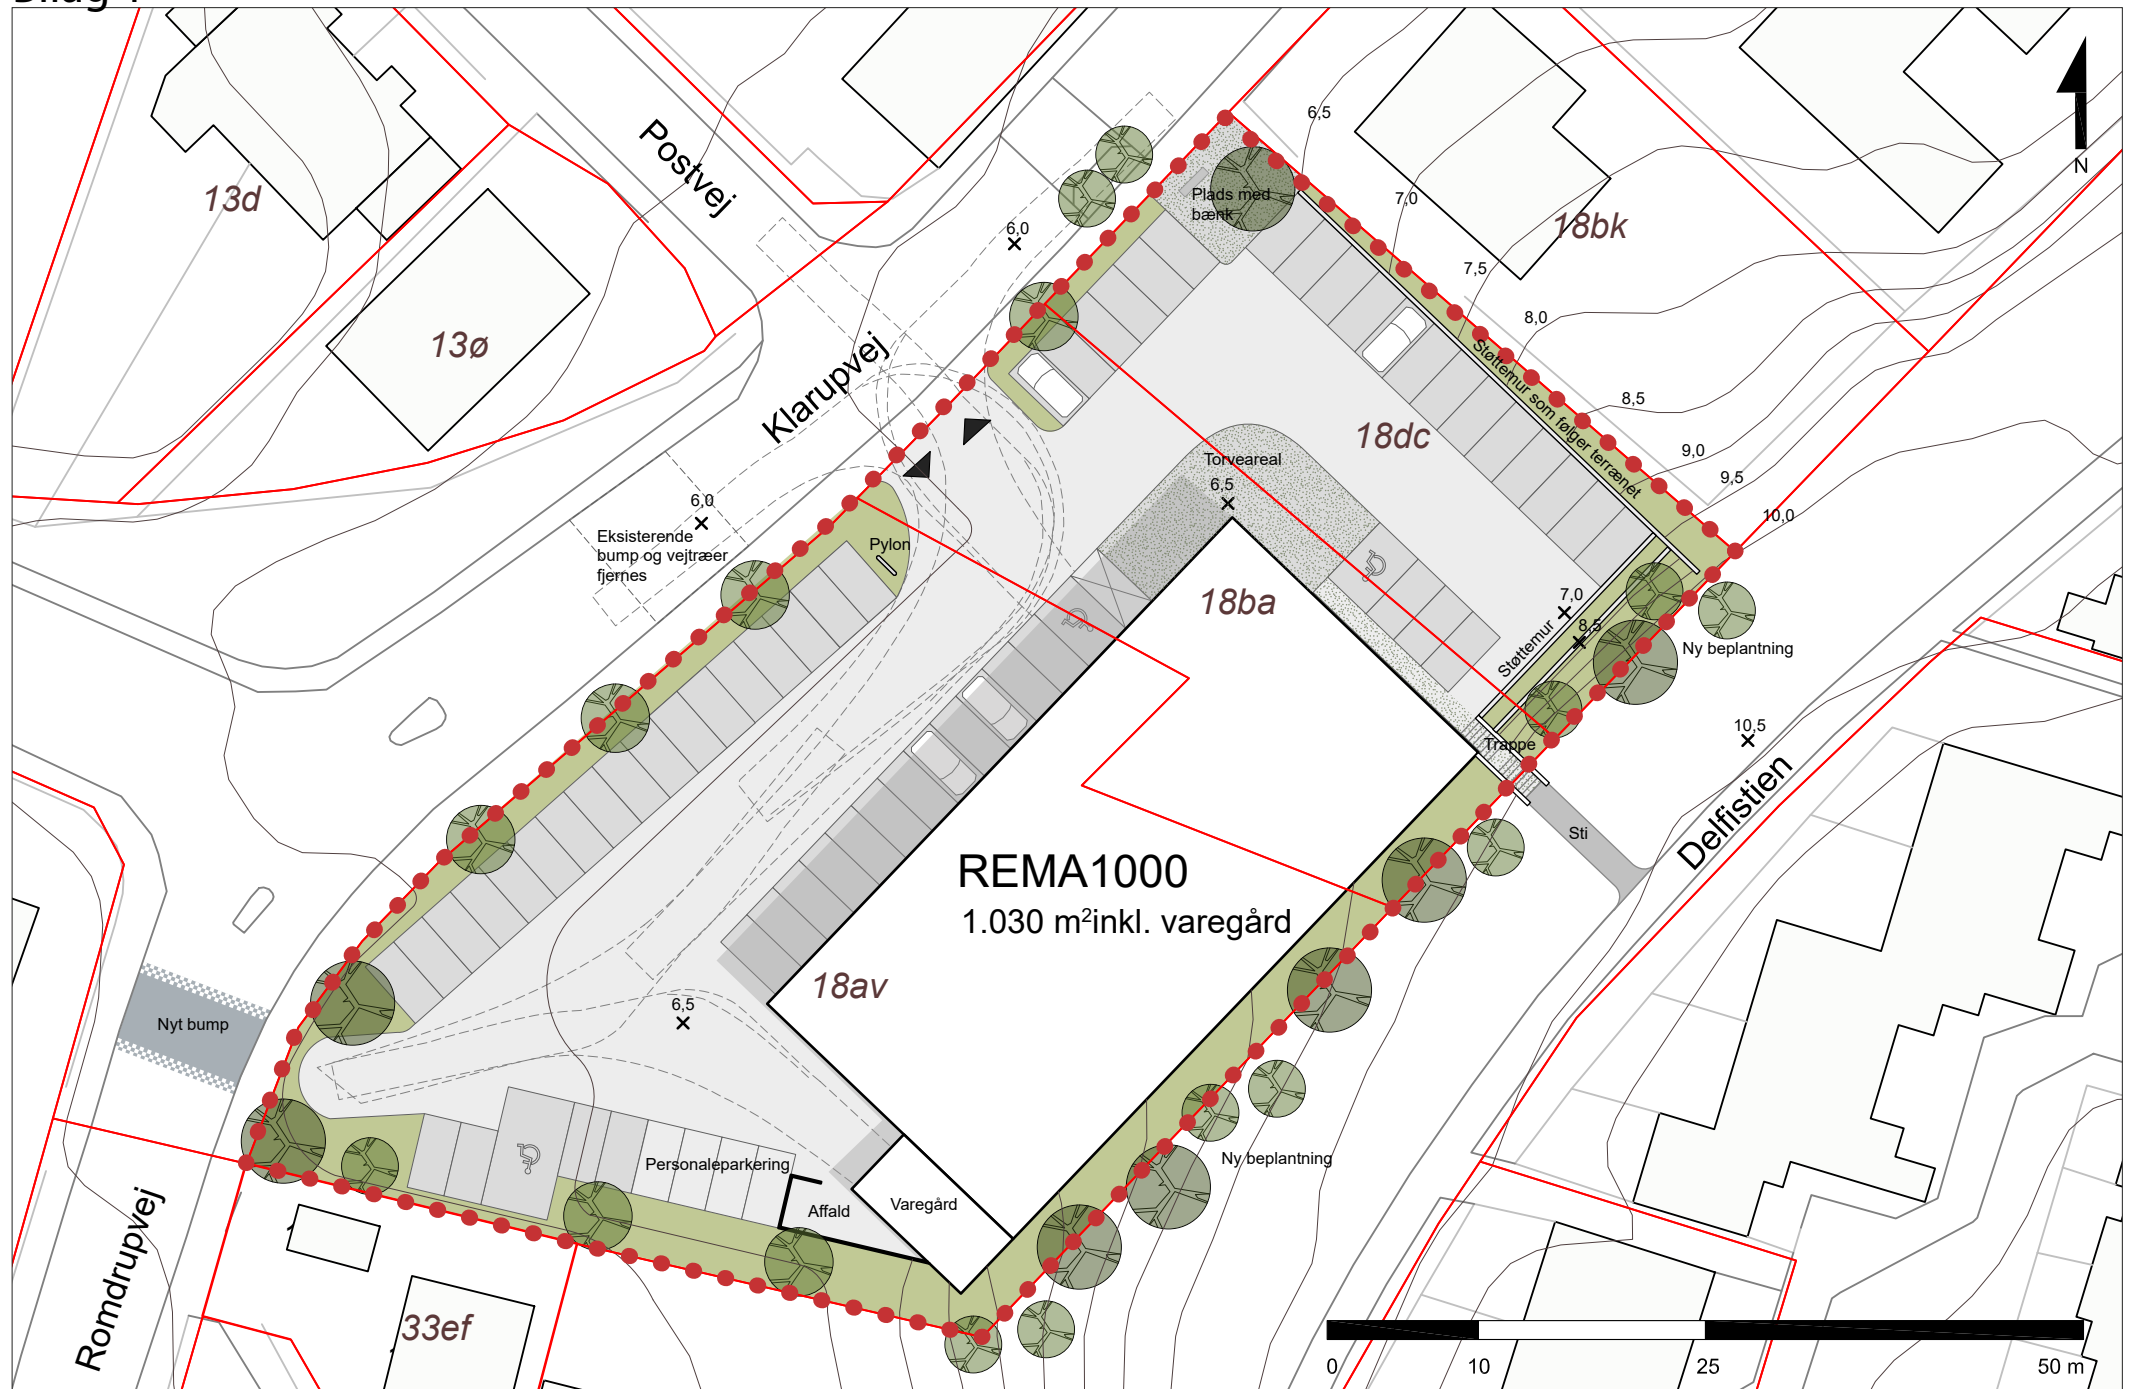 Postvej
13d
Plads med
bænk
6,5
7,0
18bk
6,0
7,5
8,0
N
13ø
Klarupvej
Støttemur som følger terrænet
8,5
18dc
9,0
9,5
10,0
Torveareal
6,5
6,0
Eksisterende
bump og vejtræer
fjernes
Pylon
18ba
7,0
8,5
Støttemur
Ny beplantning
Trappe
10,5
Sti
Delfistien
REMA1000
1.030 m²inkl. varegård
18av
6,5
Nyt bump
Personaleparkering
Affald
Varegård
Ny beplantning
Romdrupvej
33ef
0 10 25 50 m